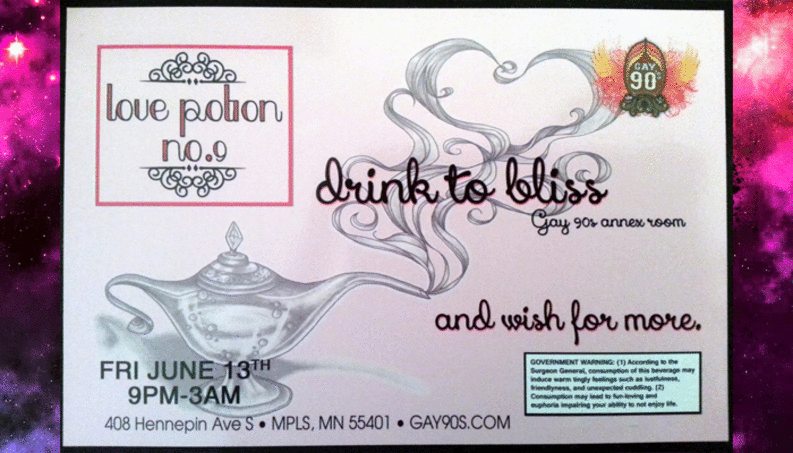 love potion
no.9
GAY
90s
drink to bliss
Gay 90s annex room
and wish for more.
FRI JUNE 13TH
9PM-3AM
408 Hennepin Ave S • MPLS, MN 55401 • GAY90S.COM
GOVERNMENT WARNING: (1) According to the
Surgeon General, consumption of this beverage may
induce warm tingly feelings such as lustfulness,
friendlyness, and unexpected cuddling. (2)
Consumption may lead to fun-loving and
euphoria impairing your ability to not enjoy life.